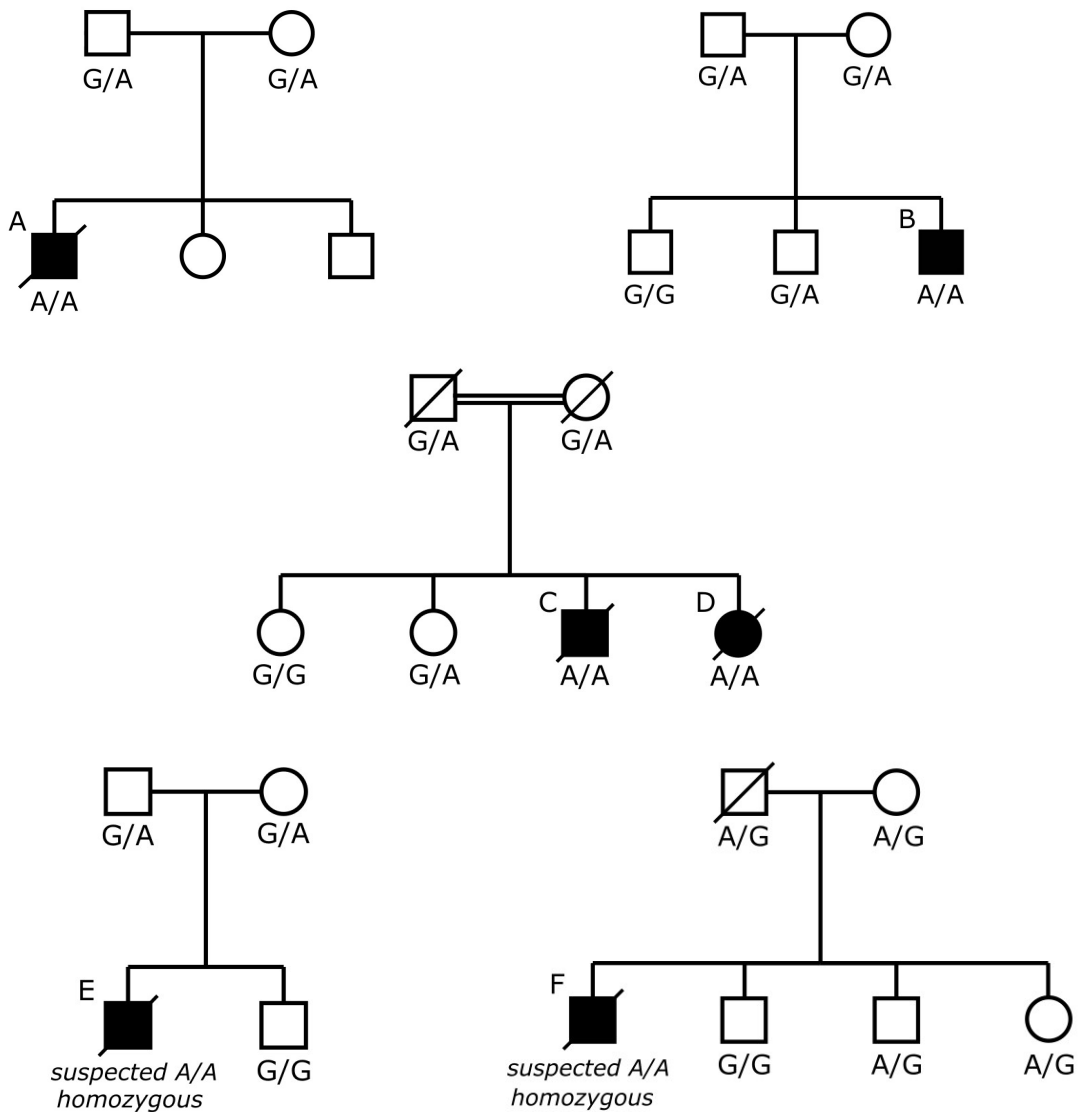 G/A G/A
A
A/A
G/A G/A
B
G/G G/A A/A
G/A G/A
C D
G/G G/A A/A A/A
G/A G/A
E
suspected A/A
homozygous
G/G
A/G A/G
F
suspected A/A
homozygous
G/G A/G A/G